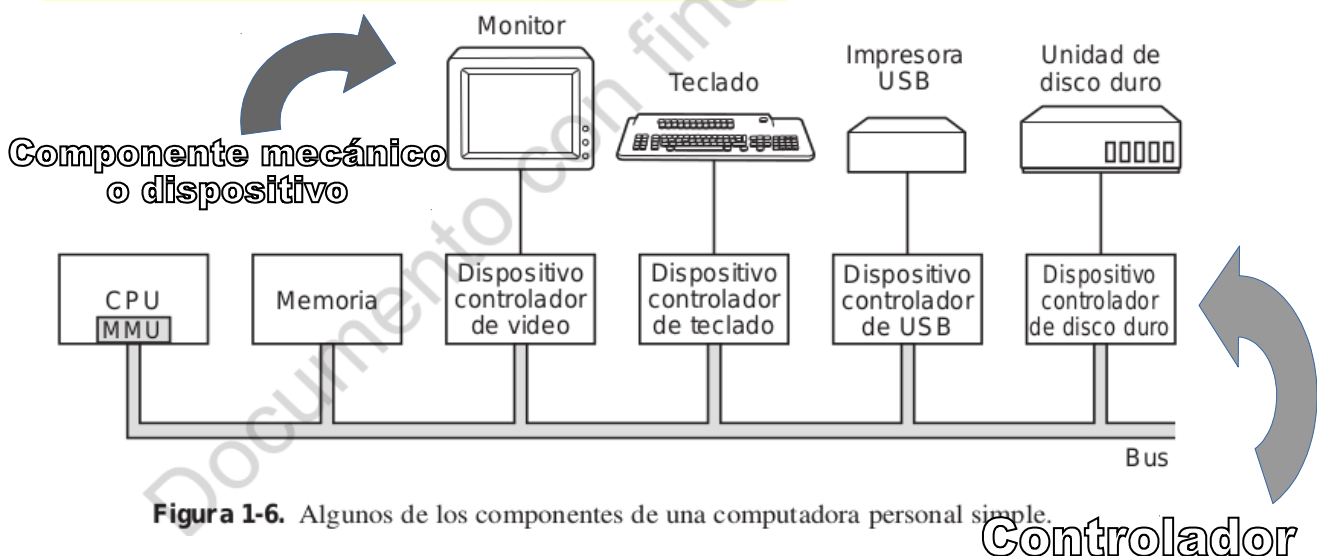 Monitor
Teclado
Impresora
USB
Unidad de
disco duro
Componente mecánico
o dispositivo
CPU
MMU
Memoria
Dispositivo
controlador
de video
Dispositivo
controlador
de teclado
Dispositivo
controlador
de USB
Dispositivo
controlador
de disco duro
Bus
Figura 1-6. Algunos de los componentes de una computadora personal simple.
Controlador
Documento con